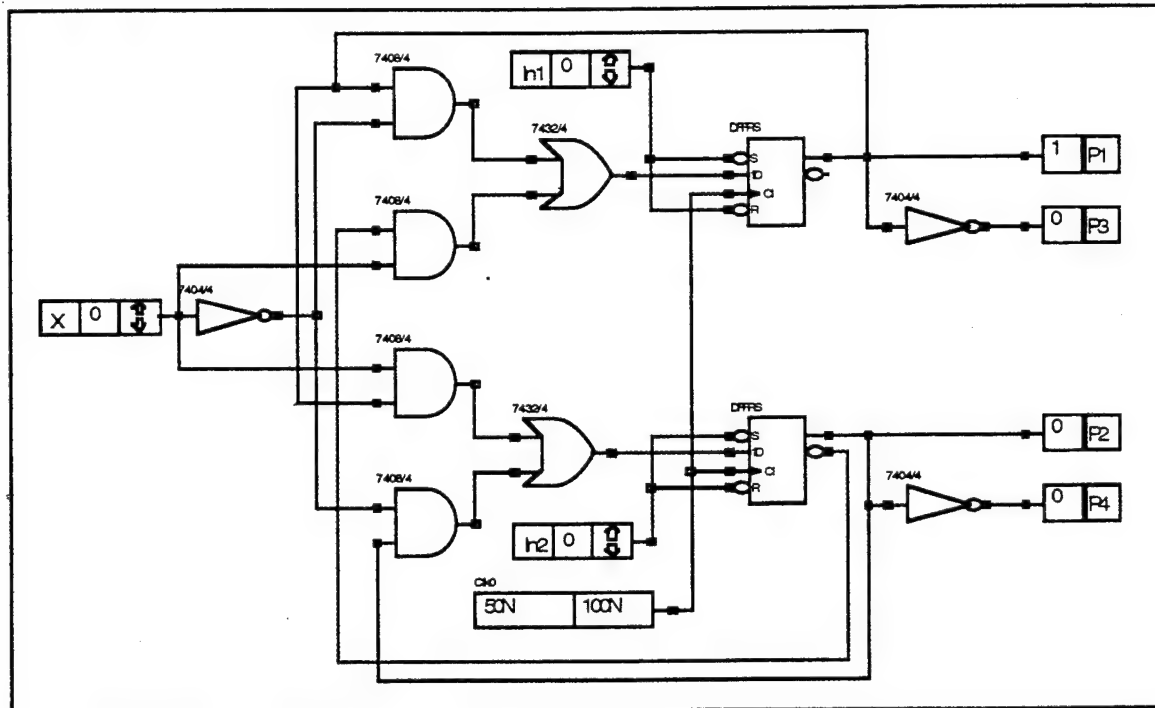 7408/4
In1 0
7432/4
DFFRS
S
1D
C1
R
1 P1
7404/4
0 P3
7408/4
X 0
7404/4
7408/4
7432/4
DFFRS
S
1D
C1
R
0 P2
7404/4
0 P4
7408/4
In2 0
Clk0
50N 100N